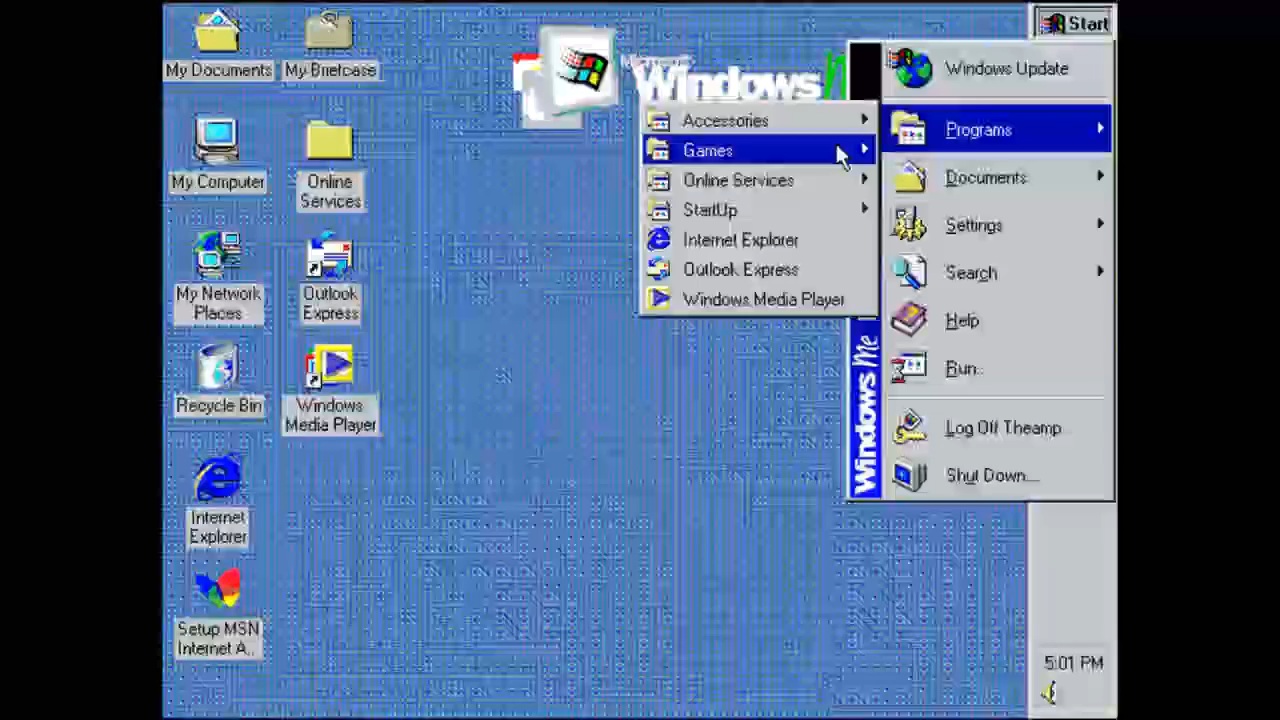 My Documents
My Briefcase
My Computer
Online
Services
My Network
Places
Outlook
Express
Recycle Bin
Windows
Media Player
Internet
Explorer
Setup MSN
Internet A...
Windows
Accessories
Games
Online Services
StartUp
Internet Explorer
Outlook Express
Windows Media Player
Start
Windows Update
Programs
Documents
Settings
Search
Help
Run...
Log Off Theamp...
Shut Down...
Windows Me
5:01 PM